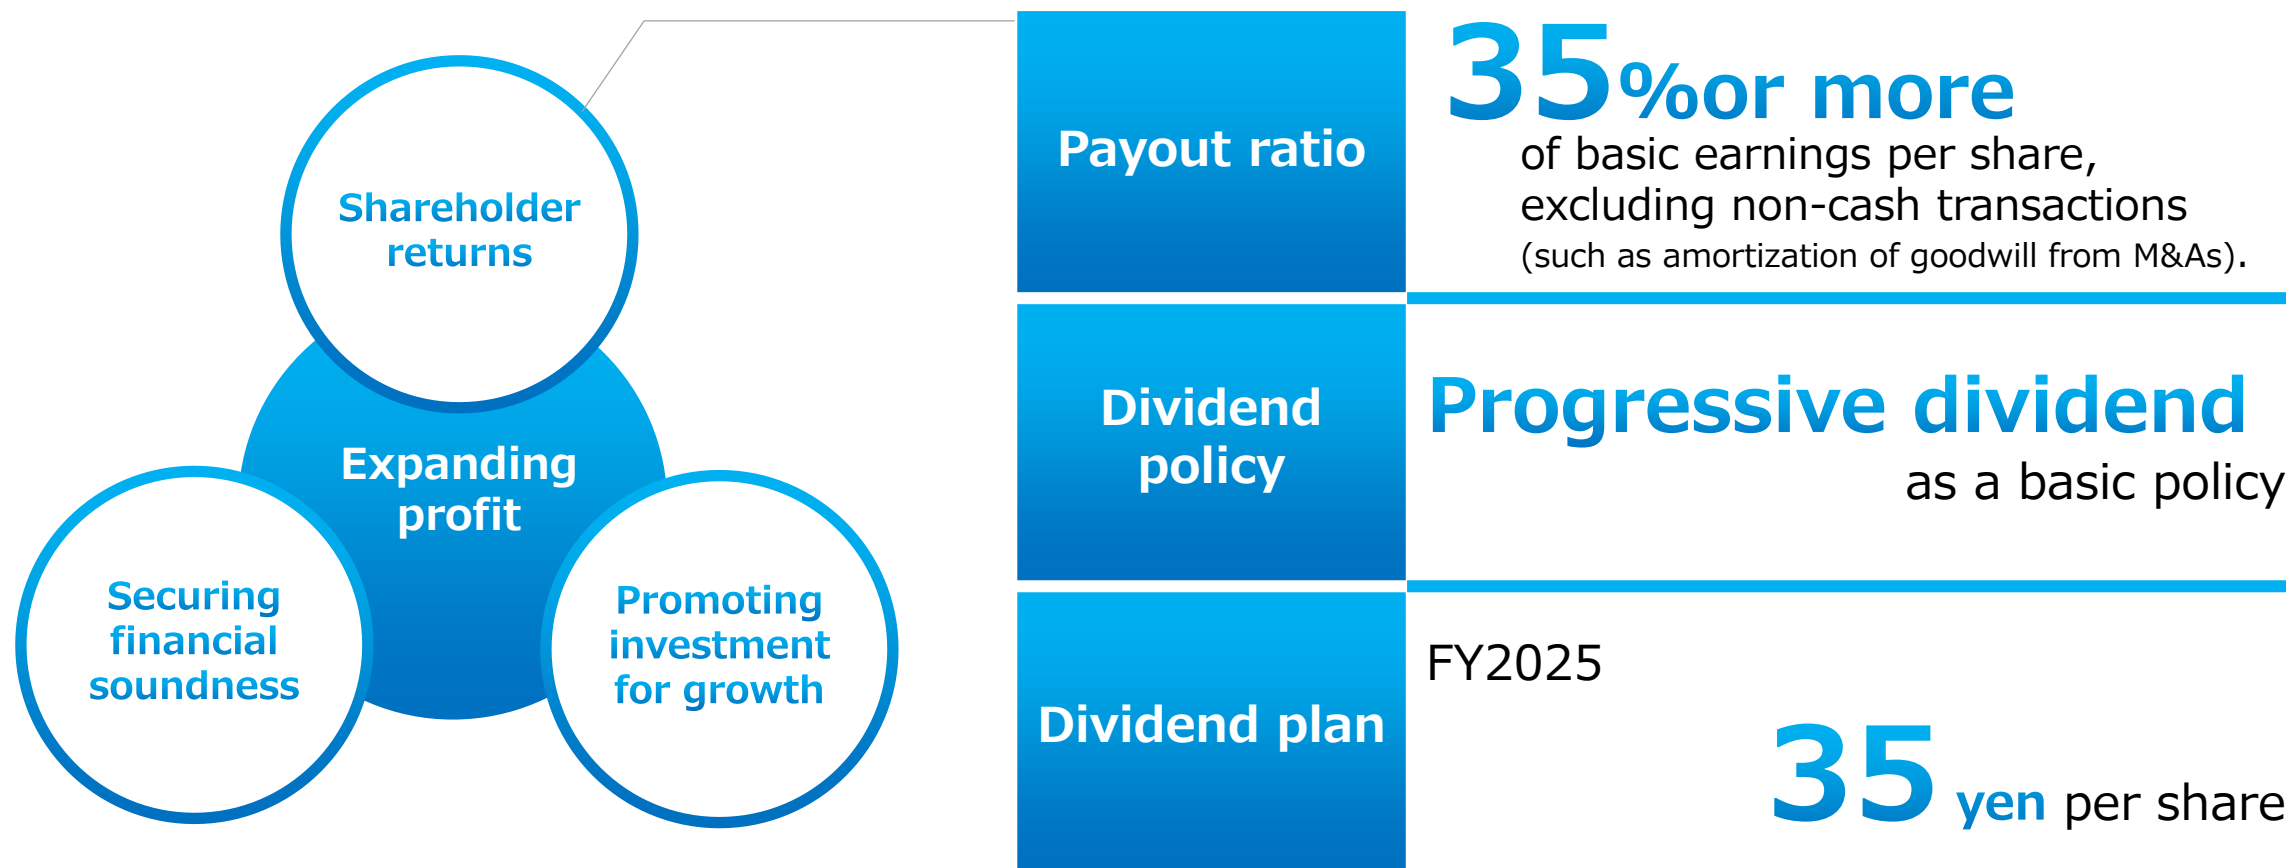 Shareholder
returns
Expanding
profit
Securing
financial
soundness
Promoting
investment
for growth
Payout ratio
35%or more
of basic earnings per share,
excluding non-cash transactions
(such as amortization of goodwill from M&As).
Dividend
policy
Progressive dividend
as a basic policy
Dividend plan
FY2025
35 yen per share